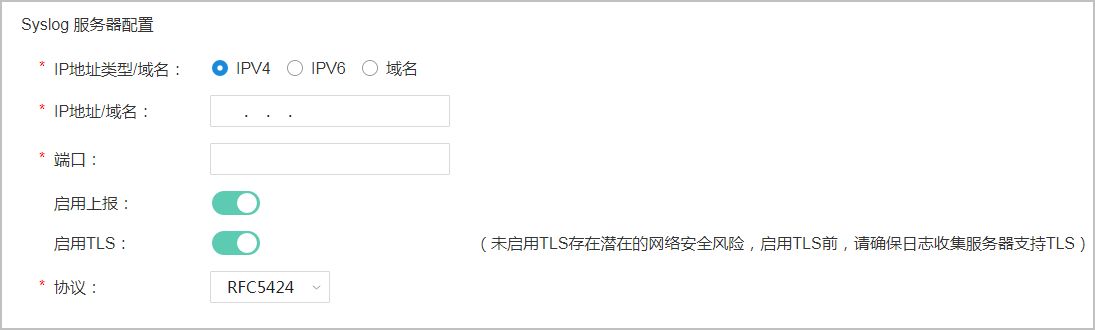 Syslog 服务器配置
* IP地址类型/域名： IPV4 IPV6 域名
* IP地址/域名： . . .
* 端口：
启用上报：
启用TLS： （未启用TLS存在潜在的网络安全风险，启用TLS前，请确保日志收集服务器支持TLS）
* 协议： RFC5424